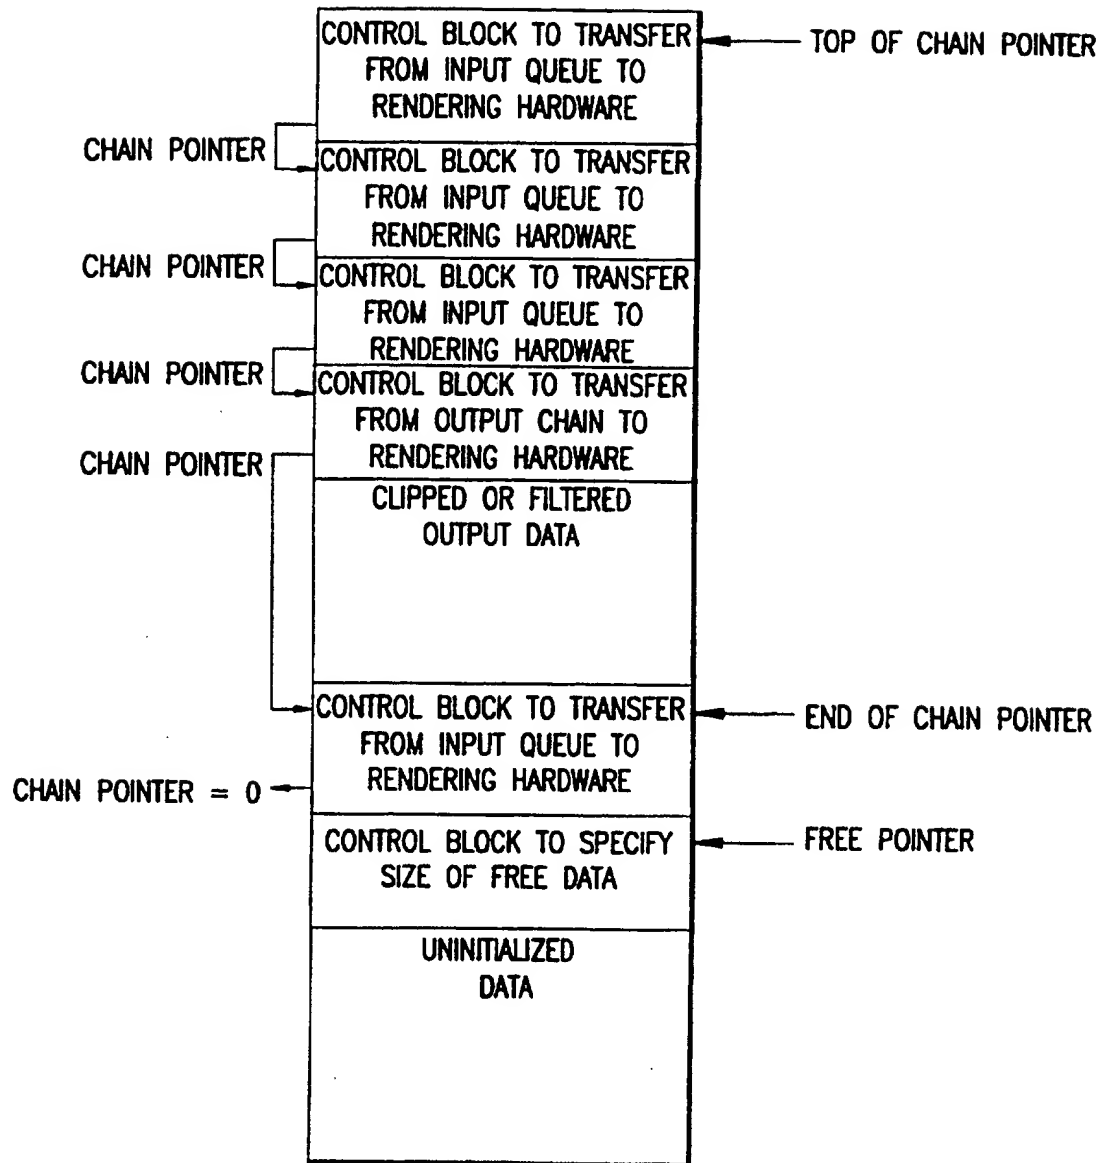 CONTROL BLOCK TO TRANSFER
FROM INPUT QUEUE TO
RENDERING HARDWARE
TOP OF CHAIN POINTER
CHAIN POINTER
CONTROL BLOCK TO TRANSFER
FROM INPUT QUEUE TO
RENDERING HARDWARE
CHAIN POINTER
CONTROL BLOCK TO TRANSFER
FROM INPUT QUEUE TO
RENDERING HARDWARE
CHAIN POINTER
CONTROL BLOCK TO TRANSFER
FROM OUTPUT CHAIN TO
RENDERING HARDWARE
CHAIN POINTER
CLIPPED OR FILTERED
OUTPUT DATA
CONTROL BLOCK TO TRANSFER
FROM INPUT QUEUE TO
RENDERING HARDWARE
END OF CHAIN POINTER
CHAIN POINTER = 0
CONTROL BLOCK TO SPECIFY
SIZE OF FREE DATA
FREE POINTER
UNINITIALIZED
DATA